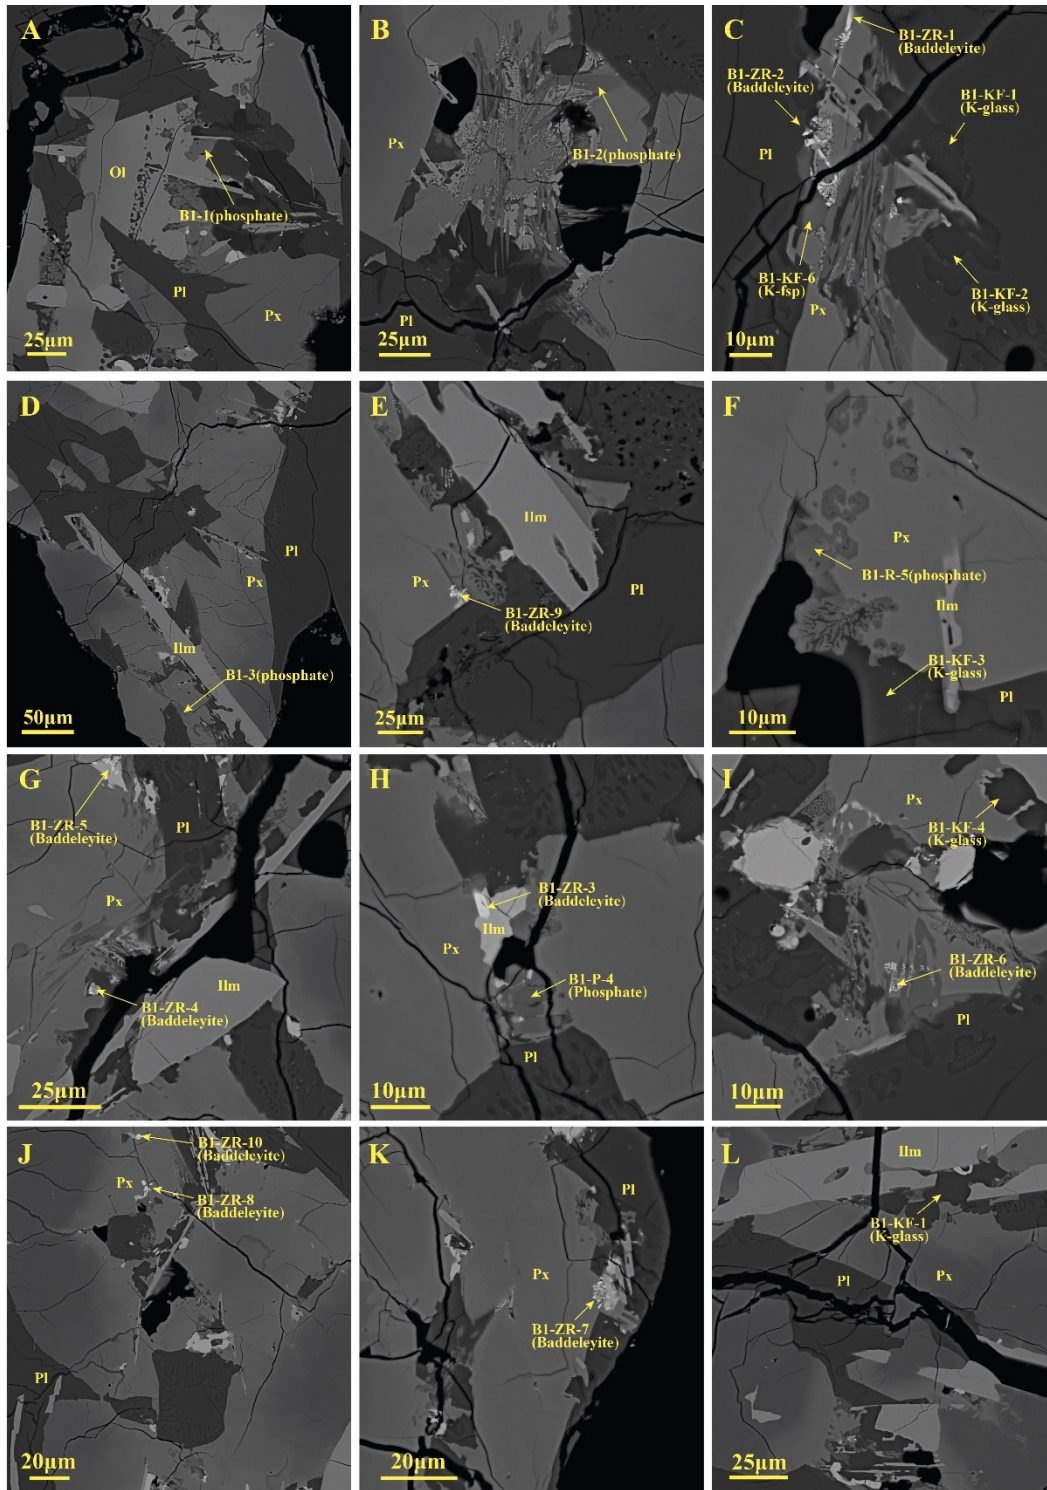 A
Ol
B1-1(phosphate)
Pl
Px
25μm
B
Px
B1-2(phosphate)
Pl
25μm
C
B1-ZR-1
(Baddeleyite)
B1-ZR-2
(Baddeleyite)
B1-KF-1
(K-glass)
Pl
B1-KF-6
(K-fsp)
B1-KF-2
(K-glass)
Px
10μm
D
Pl
Px
Ilm
B1-3(phosphate)
50μm
E
Ilm
Px
Pl
B1-ZR-9
(Baddeleyite)
25μm
F
Px
B1-R-5(phosphate)
Ilm
B1-KF-3
(K-glass)
Pl
10μm
G
B1-ZR-5
(Baddeleyite)
Pl
Px
Ilm
B1-ZR-4
(Baddeleyite)
25μm
H
B1-ZR-3
(Baddeleyite)
Ilm
Px
B1-P-4
(Phosphate)
Pl
10μm
I
Px
B1-KF-4
(K-glass)
B1-ZR-6
(Baddeleyite)
Pl
10μm
J
B1-ZR-10
(Baddeleyite)
Px
B1-ZR-8
(Baddeleyite)
Pl
20μm
K
Pl
Px
B1-ZR-7
(Baddeleyite)
20μm
L
Ilm
B1-KF-1
(K-glass)
Pl
Px
25μm